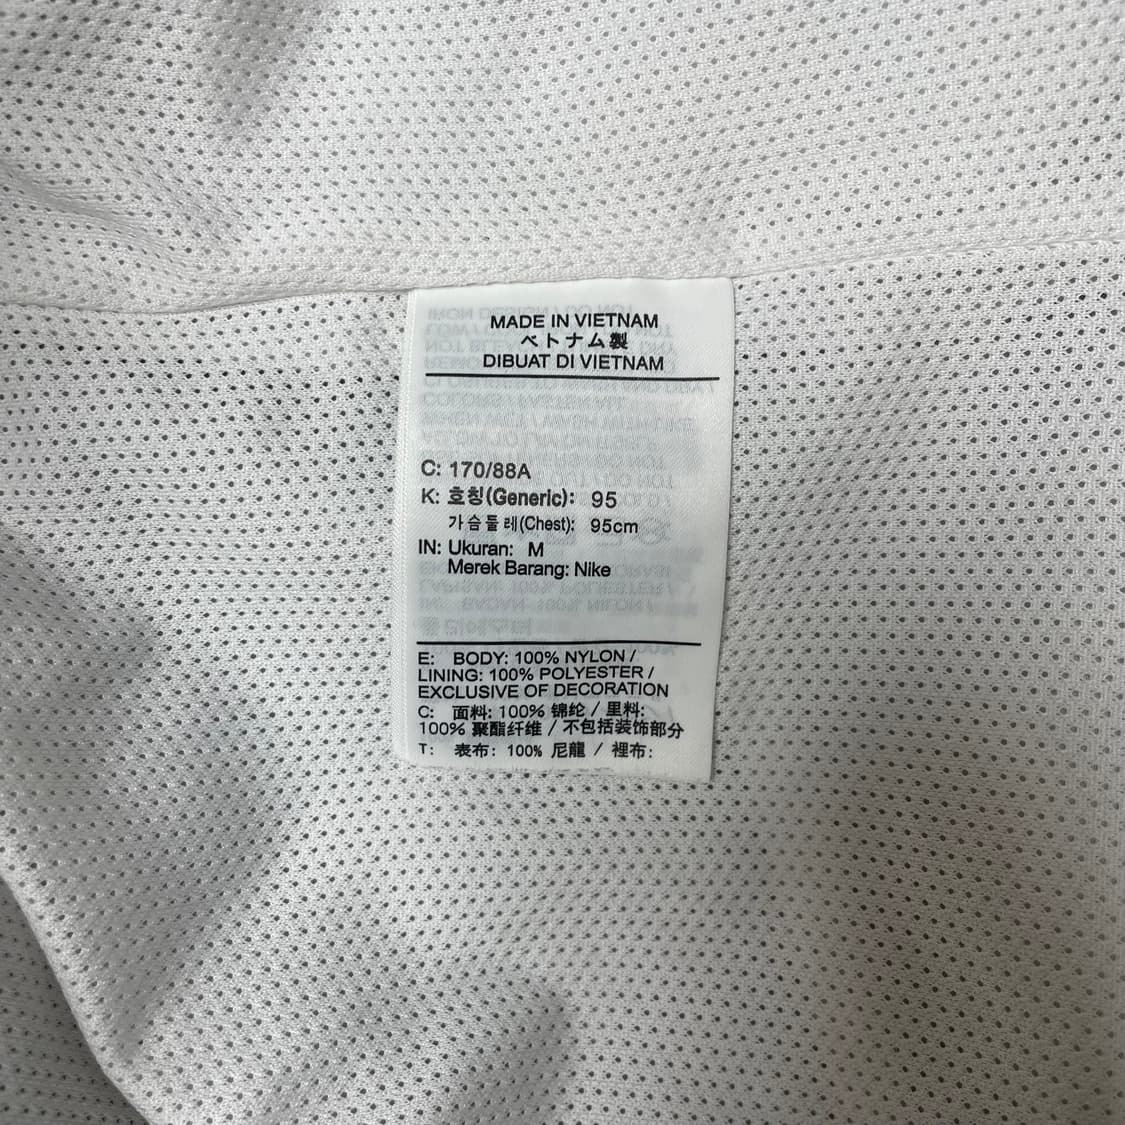 MADE IN VIETNAM
ベトナム製
DIBUAT DI VIETNAM
C: 170/88A
K: 호칭(Generic): 95
가슴둘레(Chest): 95cm
IN: Ukuran: M
Merek Barang: Nike
E: BODY: 100% NYLON /
LINING: 100% POLYESTER /
EXCLUSIVE OF DECORATION
C: 面料: 100% 锦纶 / 里料:
100% 聚酯纤维 / 不包括装饰部分
T: 表布: 100% 尼龍 / 裡布: